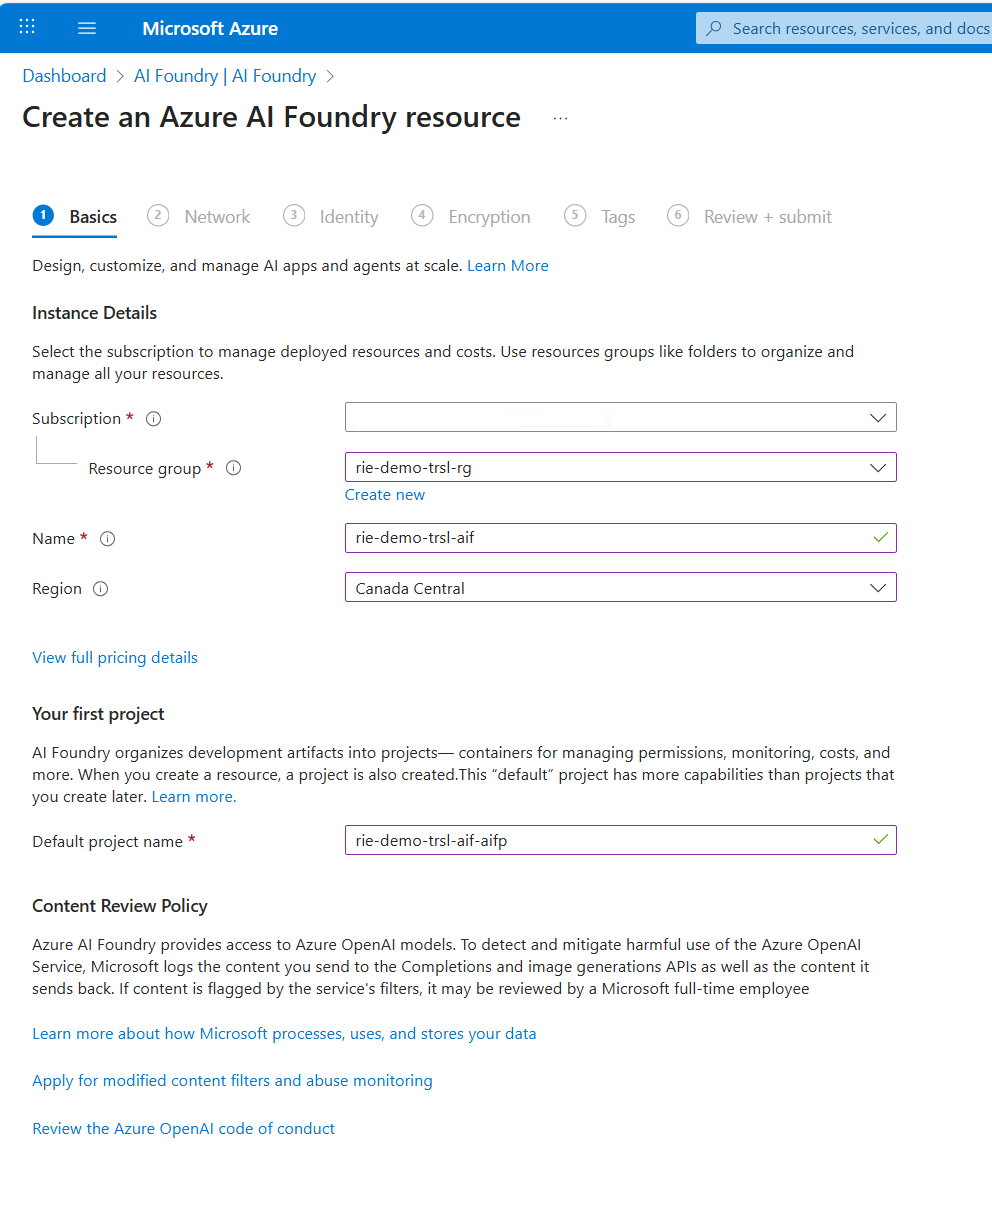 Microsoft Azure
Search resources, services, and docs
Dashboard > AI Foundry | AI Foundry >
Create an Azure AI Foundry resource ...
1 Basics 2 Network 3 Identity 4 Encryption 5 Tags 6 Review + submit
Design, customize, and manage AI apps and agents at scale. Learn More
Instance Details
Select the subscription to manage deployed resources and costs. Use resources groups like folders to organize and
manage all your resources.
Subscription *
Resource group * rie-demo-trsl-rg
Create new
Name * rie-demo-trsl-aif
Region Canada Central
View full pricing details
Your first project
AI Foundry organizes development artifacts into projects— containers for managing permissions, monitoring, costs, and
more. When you create a resource, a project is also created.This “default” project has more capabilities than projects that
you create later. Learn more.
Default project name * rie-demo-trsl-aif-aifp
Content Review Policy
Azure AI Foundry provides access to Azure OpenAI models. To detect and mitigate harmful use of the Azure OpenAI
Service, Microsoft logs the content you send to the Completions and image generations APIs as well as the content it
sends back. If content is flagged by the service's filters, it may be reviewed by a Microsoft full-time employee
Learn more about how Microsoft processes, uses, and stores your data
Apply for modified content filters and abuse monitoring
Review the Azure OpenAI code of conduct